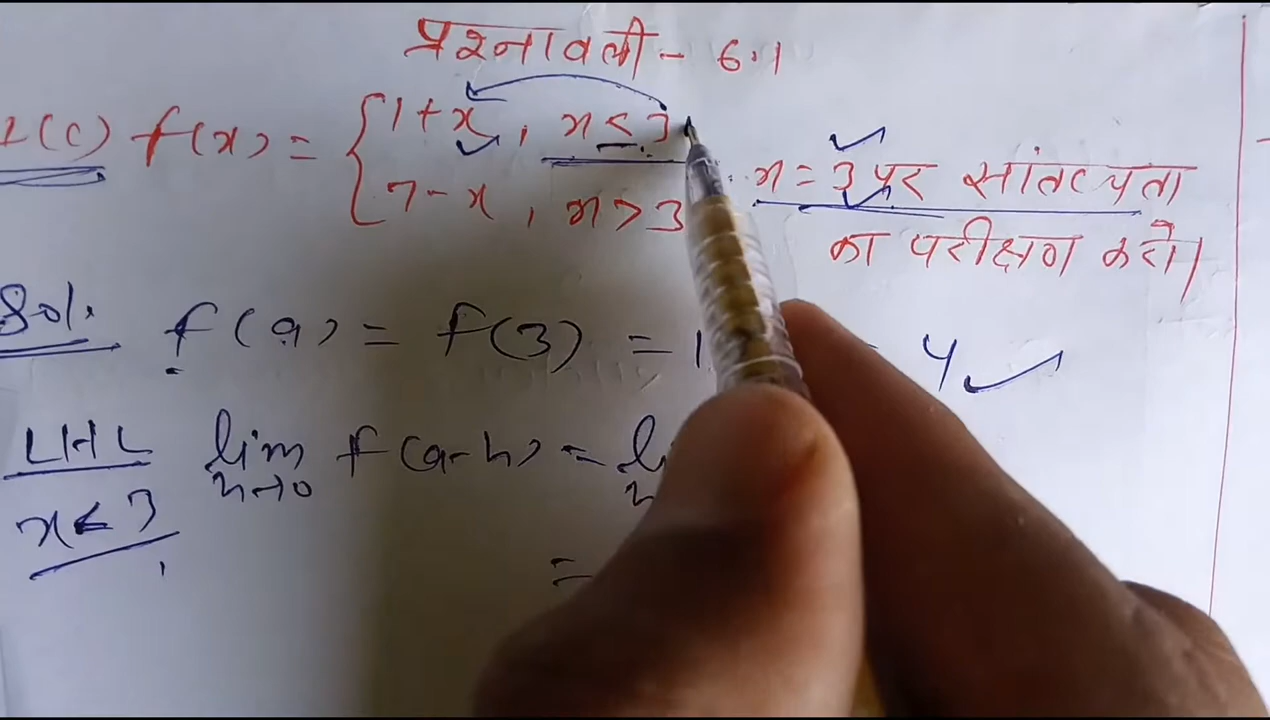 प्रश्नावली - 6.1
1(c) f(x) = { 1 + x , x ≤ 3
7 - x , x > 3
x = 3 पर सांतत्यता
का परीक्षण करो।
Sol. f(a) = f(3) = 1 = 4
LHL lim f(a-h) = li
h→0
x < 3
=